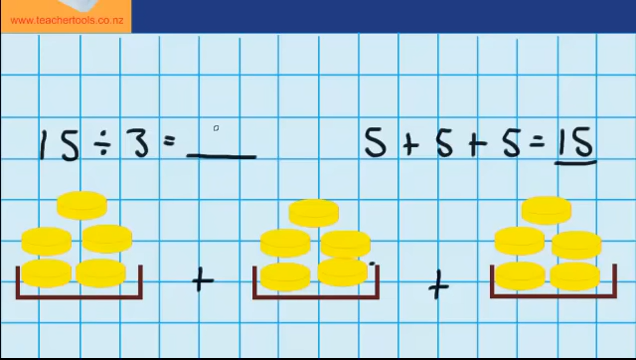 www.teachertools.co.nz
15 ÷ 3 = ___ 5 + 5 + 5 = 15
+ +